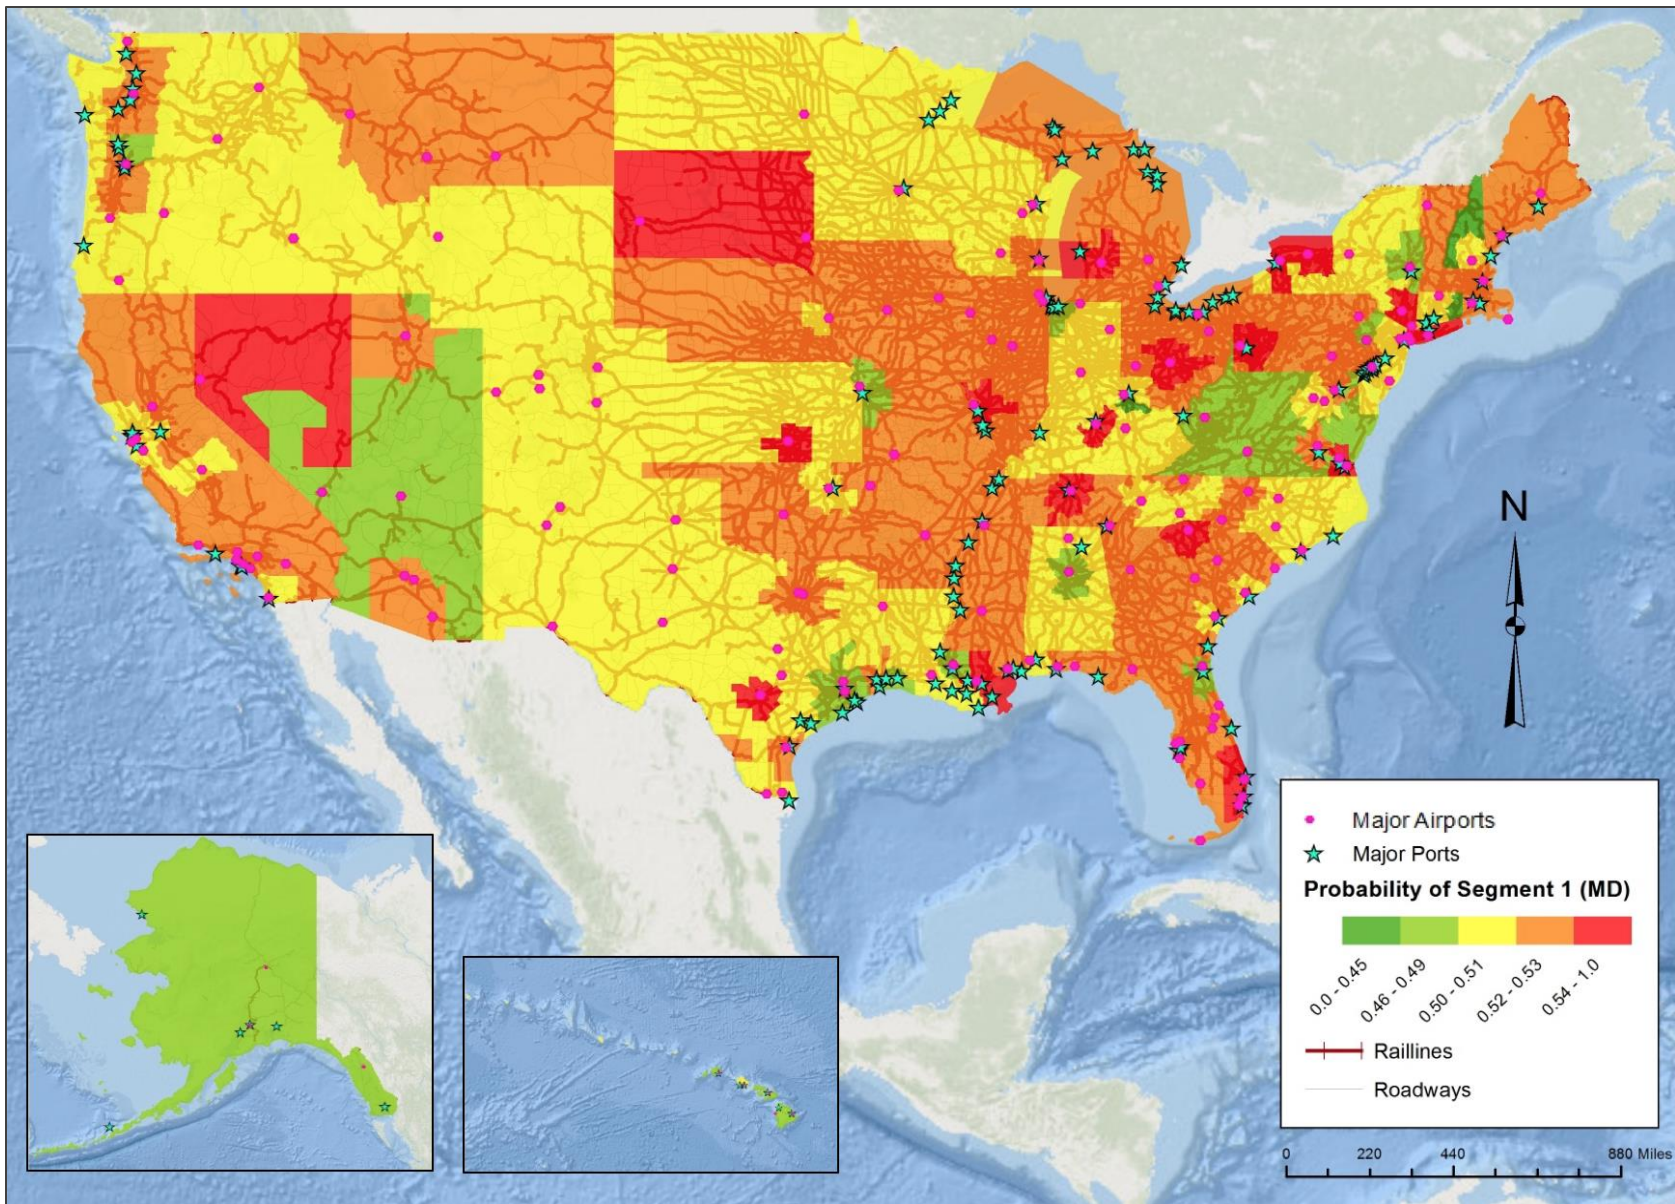 N
Major Airports
Major Ports
Probability of Segment 1 (MD)
0.0 - 0.45
0.46 - 0.49
0.50 - 0.51
0.52 - 0.53
0.54 - 1.0
Raillines
Roadways
0 220 440 880 Miles